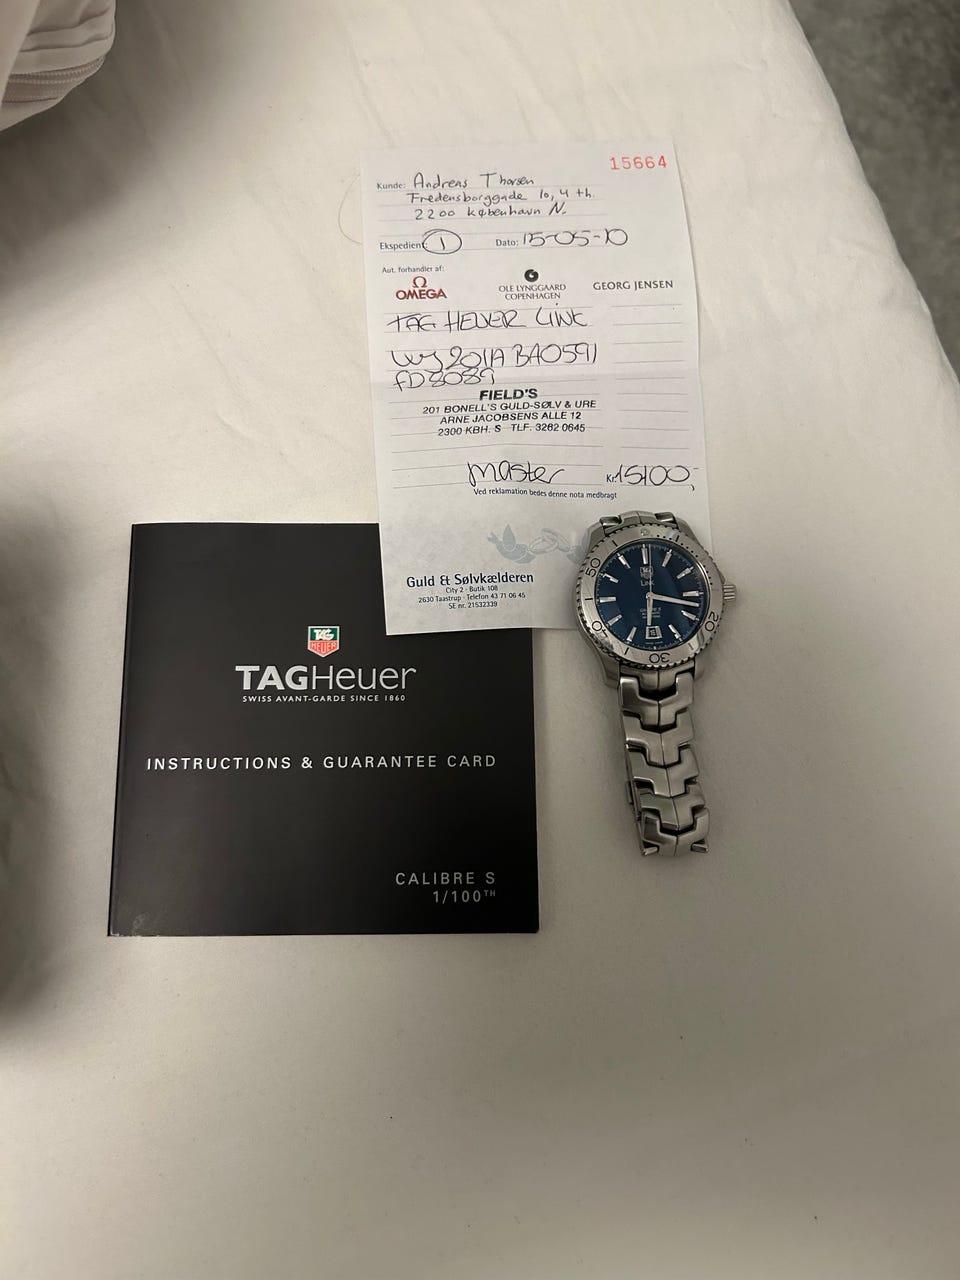 15664
Kunde: Andreas Thorsen
Fredensborggade 10, 4 th.
2200 København N.
Ekspedient: 1 Dato: 15-05-10
Aut. forhandler af:
Ω
OMEGA
OLE LYNGGAARD
COPENHAGEN
GEORG JENSEN
TAG HEUER LINK
WJ201A BA0591
FD8089
FIELD'S
201 BONELL'S GULD-SØLV & URE
ARNE JACOBSENS ALLE 12
2300 KBH. S TLF. 3262 0645
Master Kr. 15100,-
Ved reklamation bedes denne nota medbragt
Guld & Sølvkælderen
City 2 - Butik 108
2630 Taastrup - Telefon 43 71 06 45
SE nr. 21532339
50
20
30
TAG
HEUER
TAGHeuer
SWISS AVANT-GARDE SINCE 1860
INSTRUCTIONS & GUARANTEE CARD
CALIBRE S
1/100TH